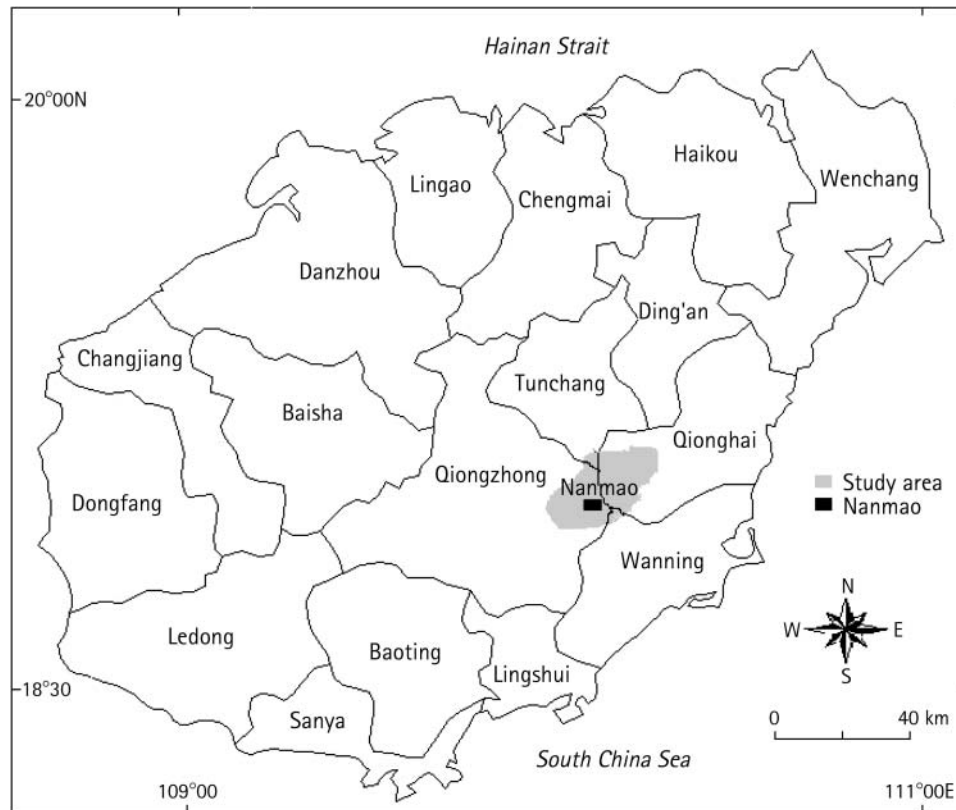 Hainan Strait
20°00N
Haikou
Wenchang
Lingao
Chengmai
Danzhou
Ding'an
Changjiang
Tunchang
Baisha
Qionghai
Qiongzhong
Study area
Nanmao
Nanmao
Dongfang
Wanning
N
W
E
S
Ledong
Baoting
Lingshui
18°30
Sanya
0 40 km
South China Sea
109°00
111°00E